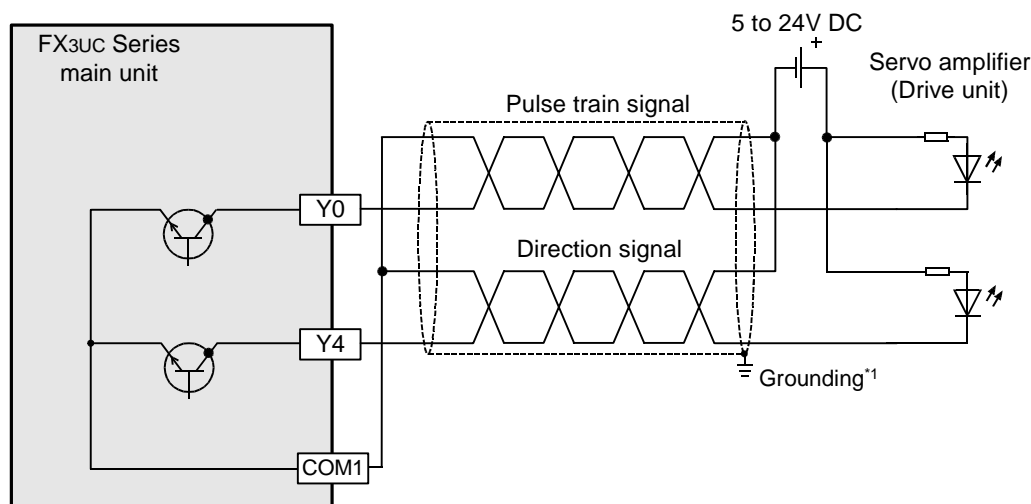 5 to 24V DC
+
FX3UC Series
main unit
Servo amplifier
(Drive unit)
Pulse train signal
Y0
Direction signal
Y4
Grounding*1
COM1